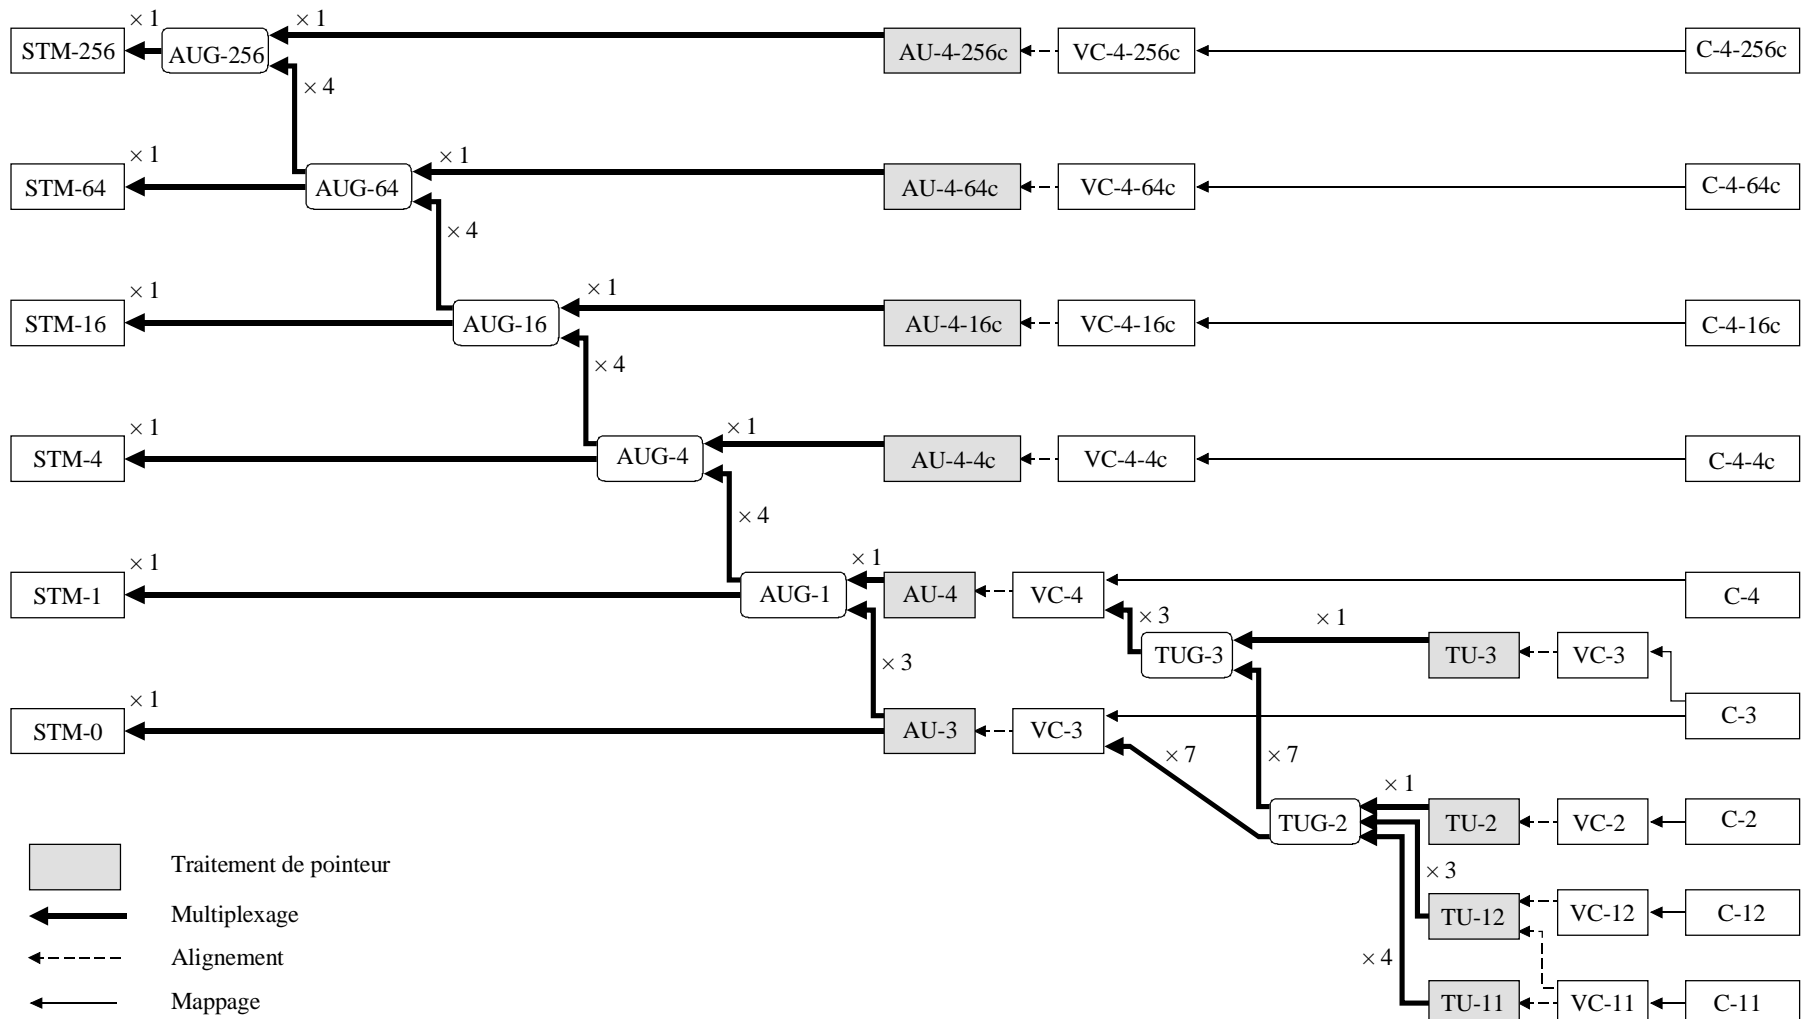 × 1 × 1
STM-256 AUG-256 AU-4-256c VC-4-256c C-4-256c
× 4
× 1 × 1
STM-64 AUG-64 AU-4-64c VC-4-64c C-4-64c
× 4
× 1 × 1
STM-16 AUG-16 AU-4-16c VC-4-16c C-4-16c
× 4
× 1 × 1
STM-4 AUG-4 AU-4-4c VC-4-4c C-4-4c
× 4
× 1 × 1
STM-1 AUG-1 AU-4 VC-4 C-4
× 3 × 1
TUG-3 TU-3 VC-3
× 3
× 1
STM-0 AU-3 VC-3 C-3
× 7 × 7
× 1
TUG-2 TU-2 VC-2 C-2
× 3
TU-12 VC-12 C-12
× 4
TU-11 VC-11 C-11
Traitement de pointeur
Multiplexage
Alignement
Mappage